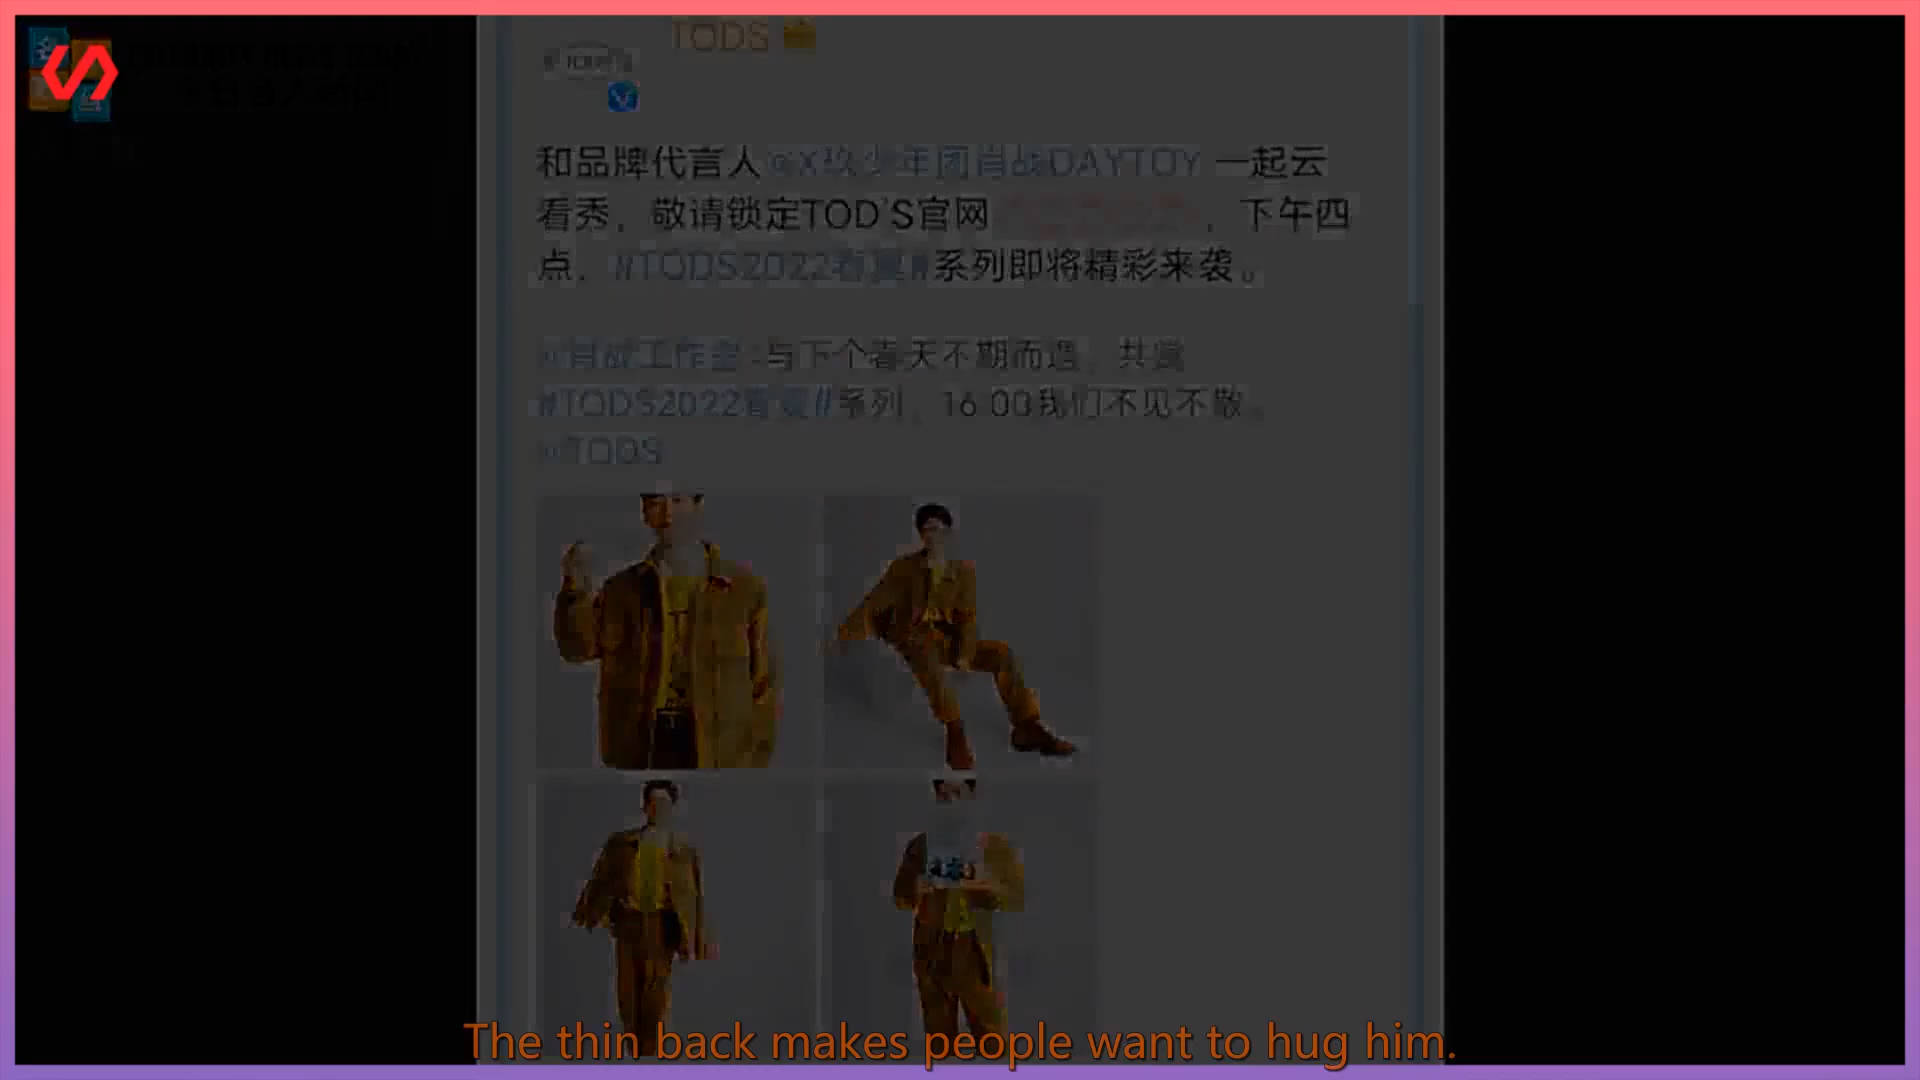 CELEBRITY NEWS TODAY
TODS
和品牌代言人@X玖少年团肖战DAYTOY 一起云
看秀，敬请锁定TOD'S官网 ，下午四
点，#TODS2022春夏#系列即将精彩来袭。
@肖战工作室:与下个春天不期而遇，共赏
#TODS2022春夏#系列，16:00我们不见不散。
@TODS
The thin back makes people want to hug him.